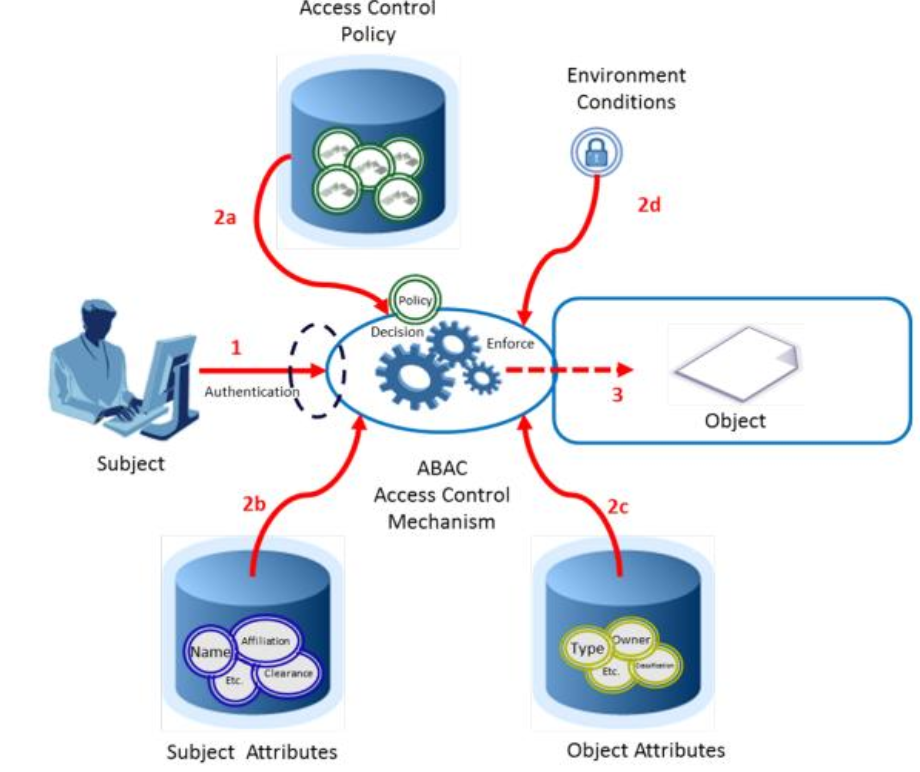 Access Control
Policy
Environment
Conditions
2a
2d
Policy
Decision
Enforce
1
Authentication
3
Object
Subject
ABAC
Access Control
Mechanism
2b
2c
Name
Affiliation
Etc.
Clearance
Type
Owner
Etc.
Classification
Subject Attributes
Object Attributes